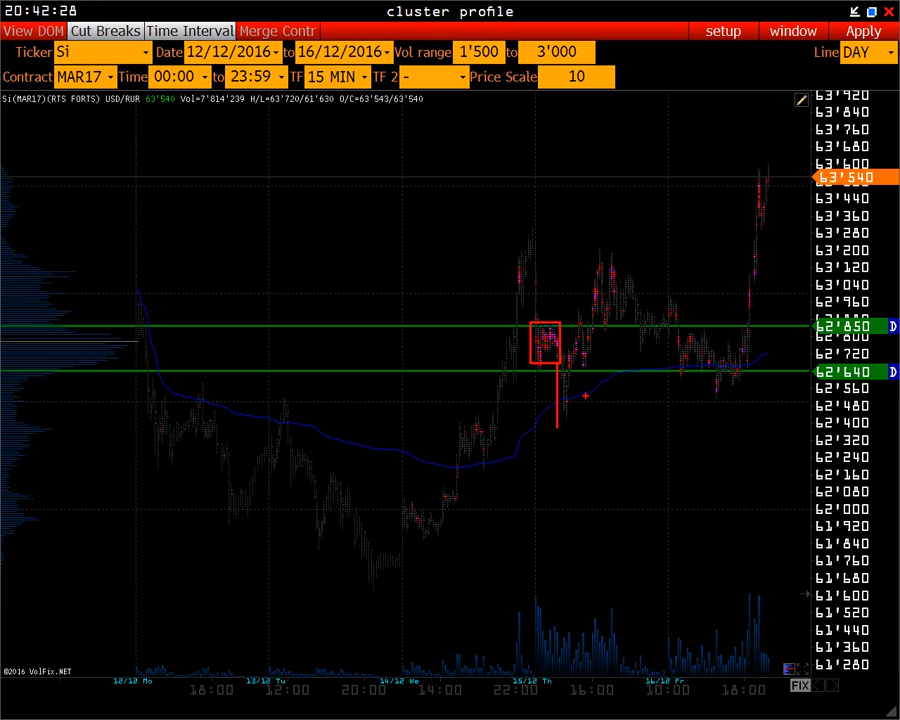 20:42:28 cluster profile
View DOM Cut Breaks Time Interval Merge Contr setup window Apply
Ticker Si Date 12/12/2016 to 16/12/2016 Vol range 1'500 to 3'000 Line DAY
Contract MAR17 Time 00:00 to 23:59 TF 15 MIN TF 2 - Price Scale 10
Si(MAR17)(RTS FORTS) USD/RUR 63'540 Vol=7'814'239 H/L=63'720/61'630 O/C=63'543/63'540
63'920
63'840
63'760
63'680
63'600
63'540
63'440
63'360
63'280
63'200
63'120
63'040
62'960
62'850 D
62'800
62'720
62'640 D
62'560
62'480
62'400
62'320
62'240
62'160
62'080
62'000
61'920
61'840
61'760
61'680
61'600
61'520
61'440
61'360
61'280
©2016 VolFix.NET
12/12 Mo 13/12 Tu 14/12 We 15/12 Th 16/12 Fr
18:00 12:00 20:00 14:00 22:00 16:00 10:00 18:00
FIX